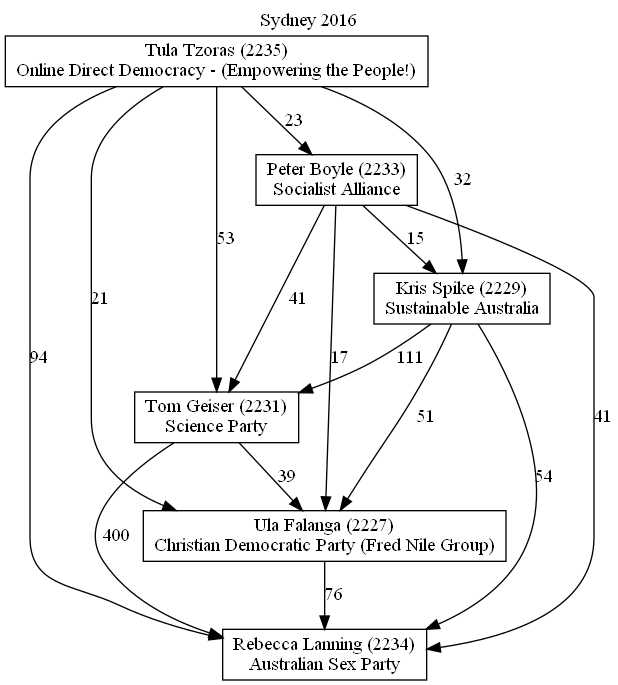 Sydney 2016
Tula Tzoras (2235)
Online Direct Democracy - (Empowering the People!)
23
Peter Boyle (2233)
Socialist Alliance
32
53
15
Kris Spike (2229)
Sustainable Australia
21
41
94
17
111
41
Tom Geiser (2231)
Science Party
51
39
54
Ula Falanga (2227)
Christian Democratic Party (Fred Nile Group)
400
76
Rebecca Lanning (2234)
Australian Sex Party